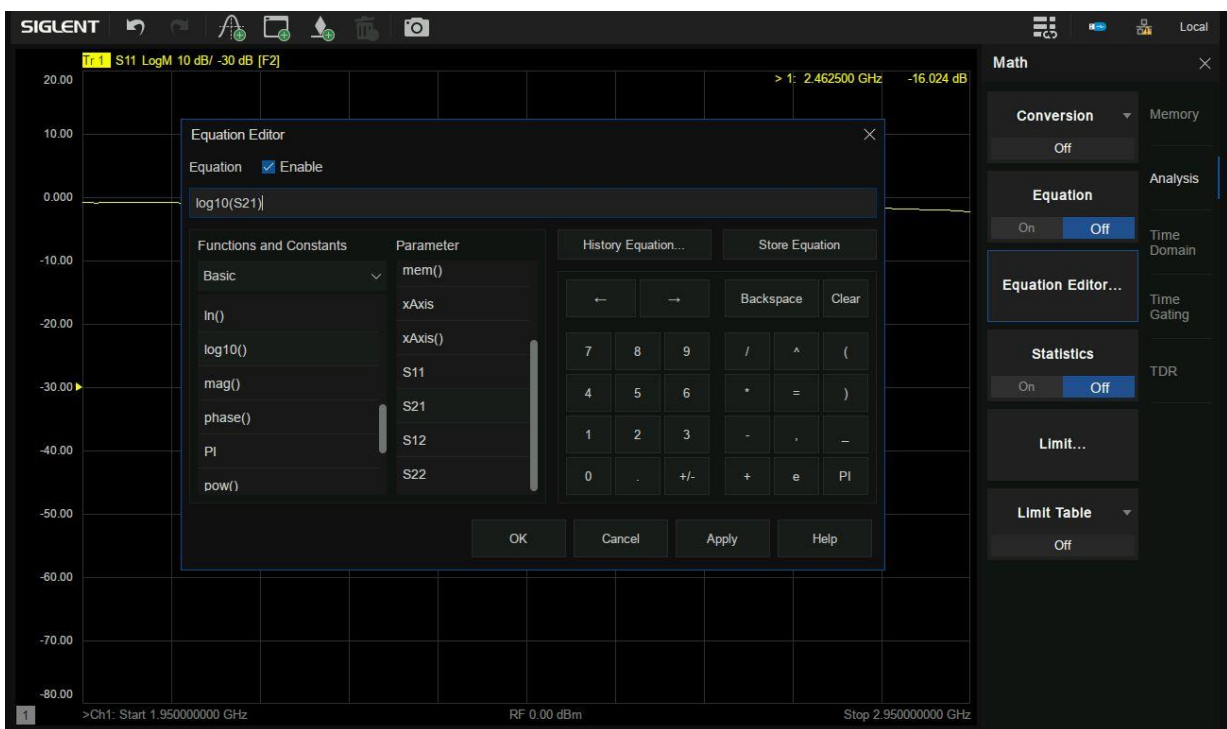 SIGLENT
Local
Tr 1 S11 LogM 10 dB/ -30 dB [F2]
> 1: 2.462500 GHz -16.024 dB
20.00
10.00
0.000
-10.00
-20.00
-30.00
-40.00
-50.00
-60.00
-70.00
-80.00
Equation Editor
Equation Enable
log10(S21)
Functions and Constants
Basic
ln()
log10()
mag()
phase()
PI
pow()
Parameter
mem()
xAxis
xAxis()
S11
S21
S12
S22
History Equation... Store Equation
← → Backspace Clear
7 8 9 / ^ (
4 5 6 * = )
1 2 3 - , _
0 . +/- + e PI
OK Cancel Apply Help
1 >Ch1: Start 1.950000000 GHz RF 0.00 dBm Stop 2.950000000 GHz
Math
Conversion
Off
Equation
On Off
Equation Editor...
Statistics
On Off
Limit...
Limit Table
Off
Memory
Analysis
Time
Domain
Time
Gating
TDR